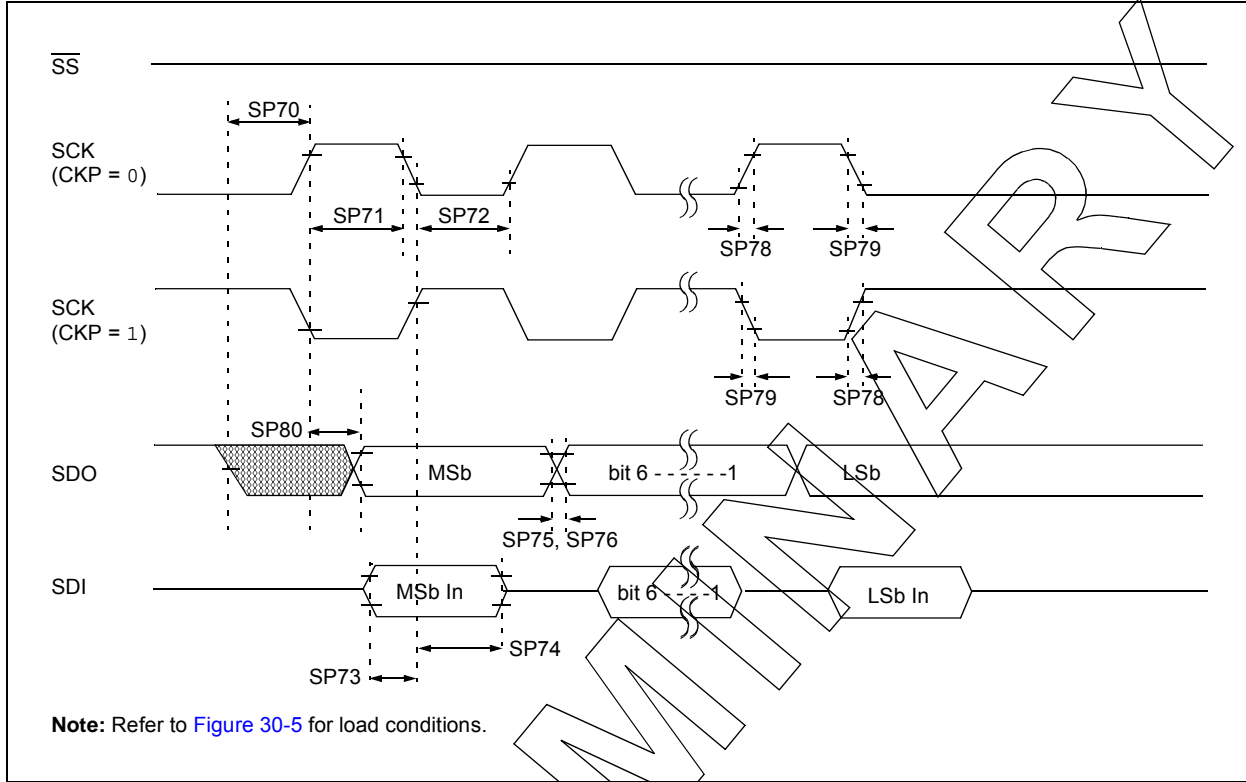 SS
SP70
SCK
(CKP = 0)
SP71 SP72
SP78 SP79
SCK
(CKP = 1)
SP79 SP78
SP80
SDO
MSb bit 6 - - - - - -1 LSb
SP75, SP76
SDI
MSb In bit 6 - - - - -1 LSb In
SP74
SP73
Note: Refer to Figure 30-5 for load conditions.
MINARY